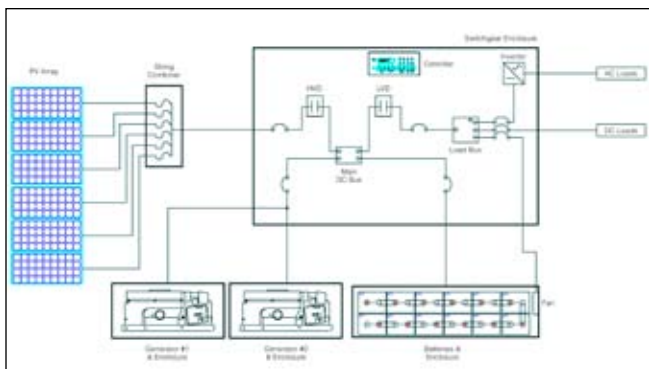 Switchgear Enclosure
PV Array
String
Combiner
Controller
Inverter
HVD
LVD
AC Loads
DC Loads
Load Bus
Main
DC Bus
Fan
Generator #1
& Enclosure
Generator #2
& Enclosure
Batteries &
Enclosure